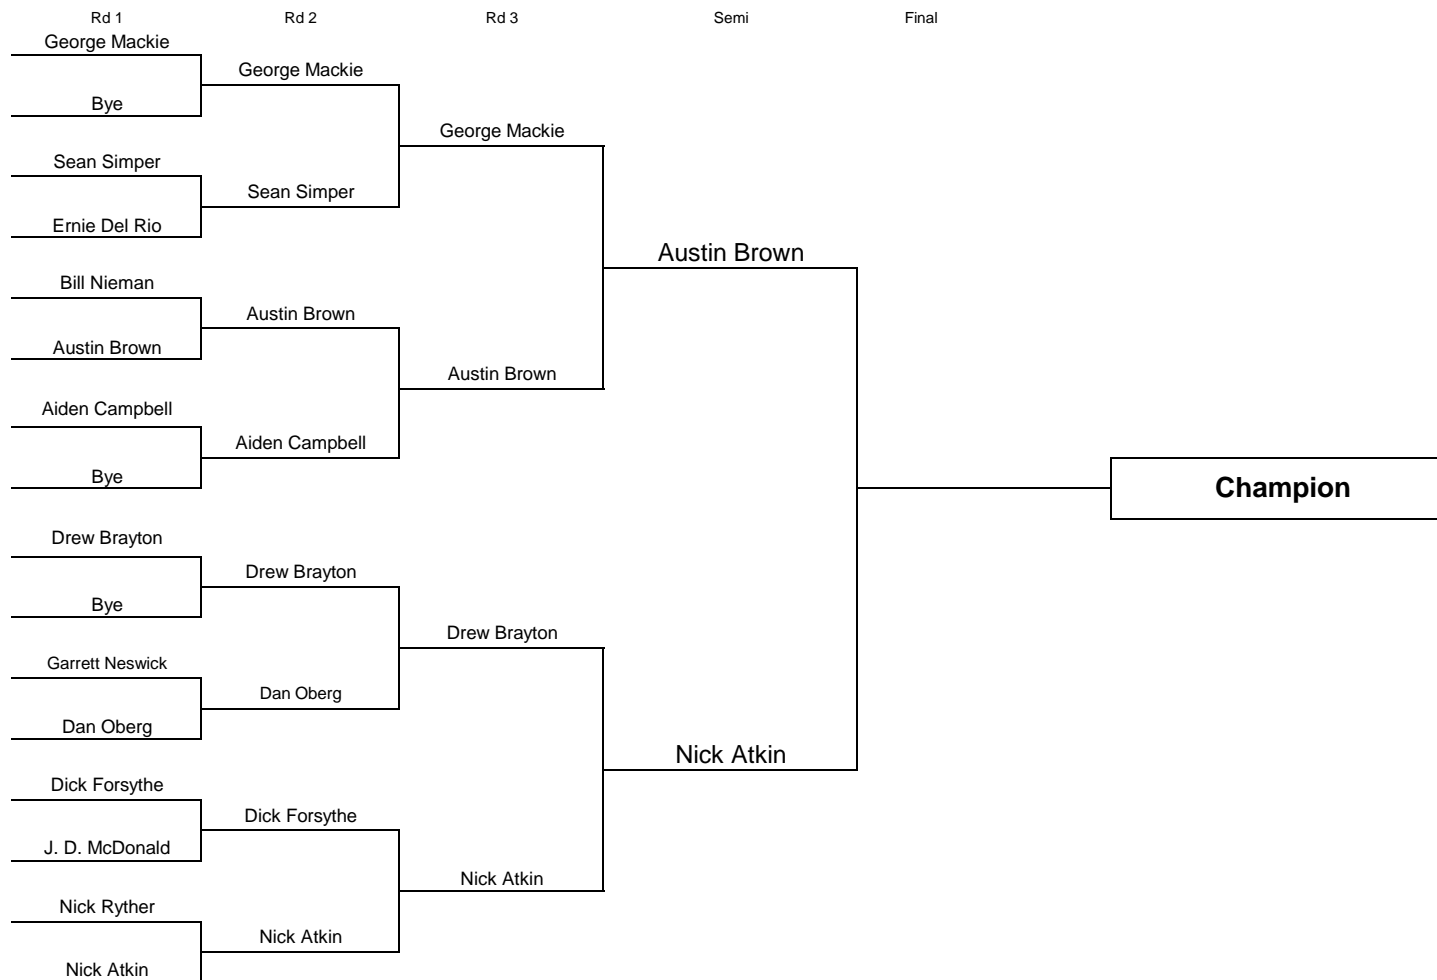 Rd 1 Rd 2 Rd 3 Semi Final
George Mackie
George Mackie
Bye
George Mackie
Sean Simper
Sean Simper
Ernie Del Rio
Austin Brown
Bill Nieman
Austin Brown
Austin Brown
Austin Brown
Aiden Campbell
Aiden Campbell
Bye
Champion
Drew Brayton
Drew Brayton
Bye
Drew Brayton
Garrett Neswick
Dan Oberg
Dan Oberg
Nick Atkin
Dick Forsythe
Dick Forsythe
J. D. McDonald
Nick Atkin
Nick Ryther
Nick Atkin
Nick Atkin